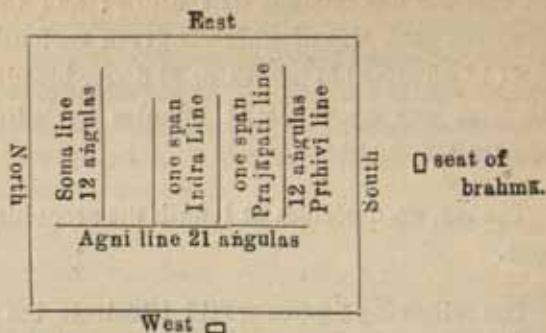 East
North
Soma line
12 aṅgulas
one span
Indra Line
one span
Prajāpati line
12 aṅgulas
Pṛthivi line
South
seat of
brahmā.
Agni line 21 aṅgulas
West